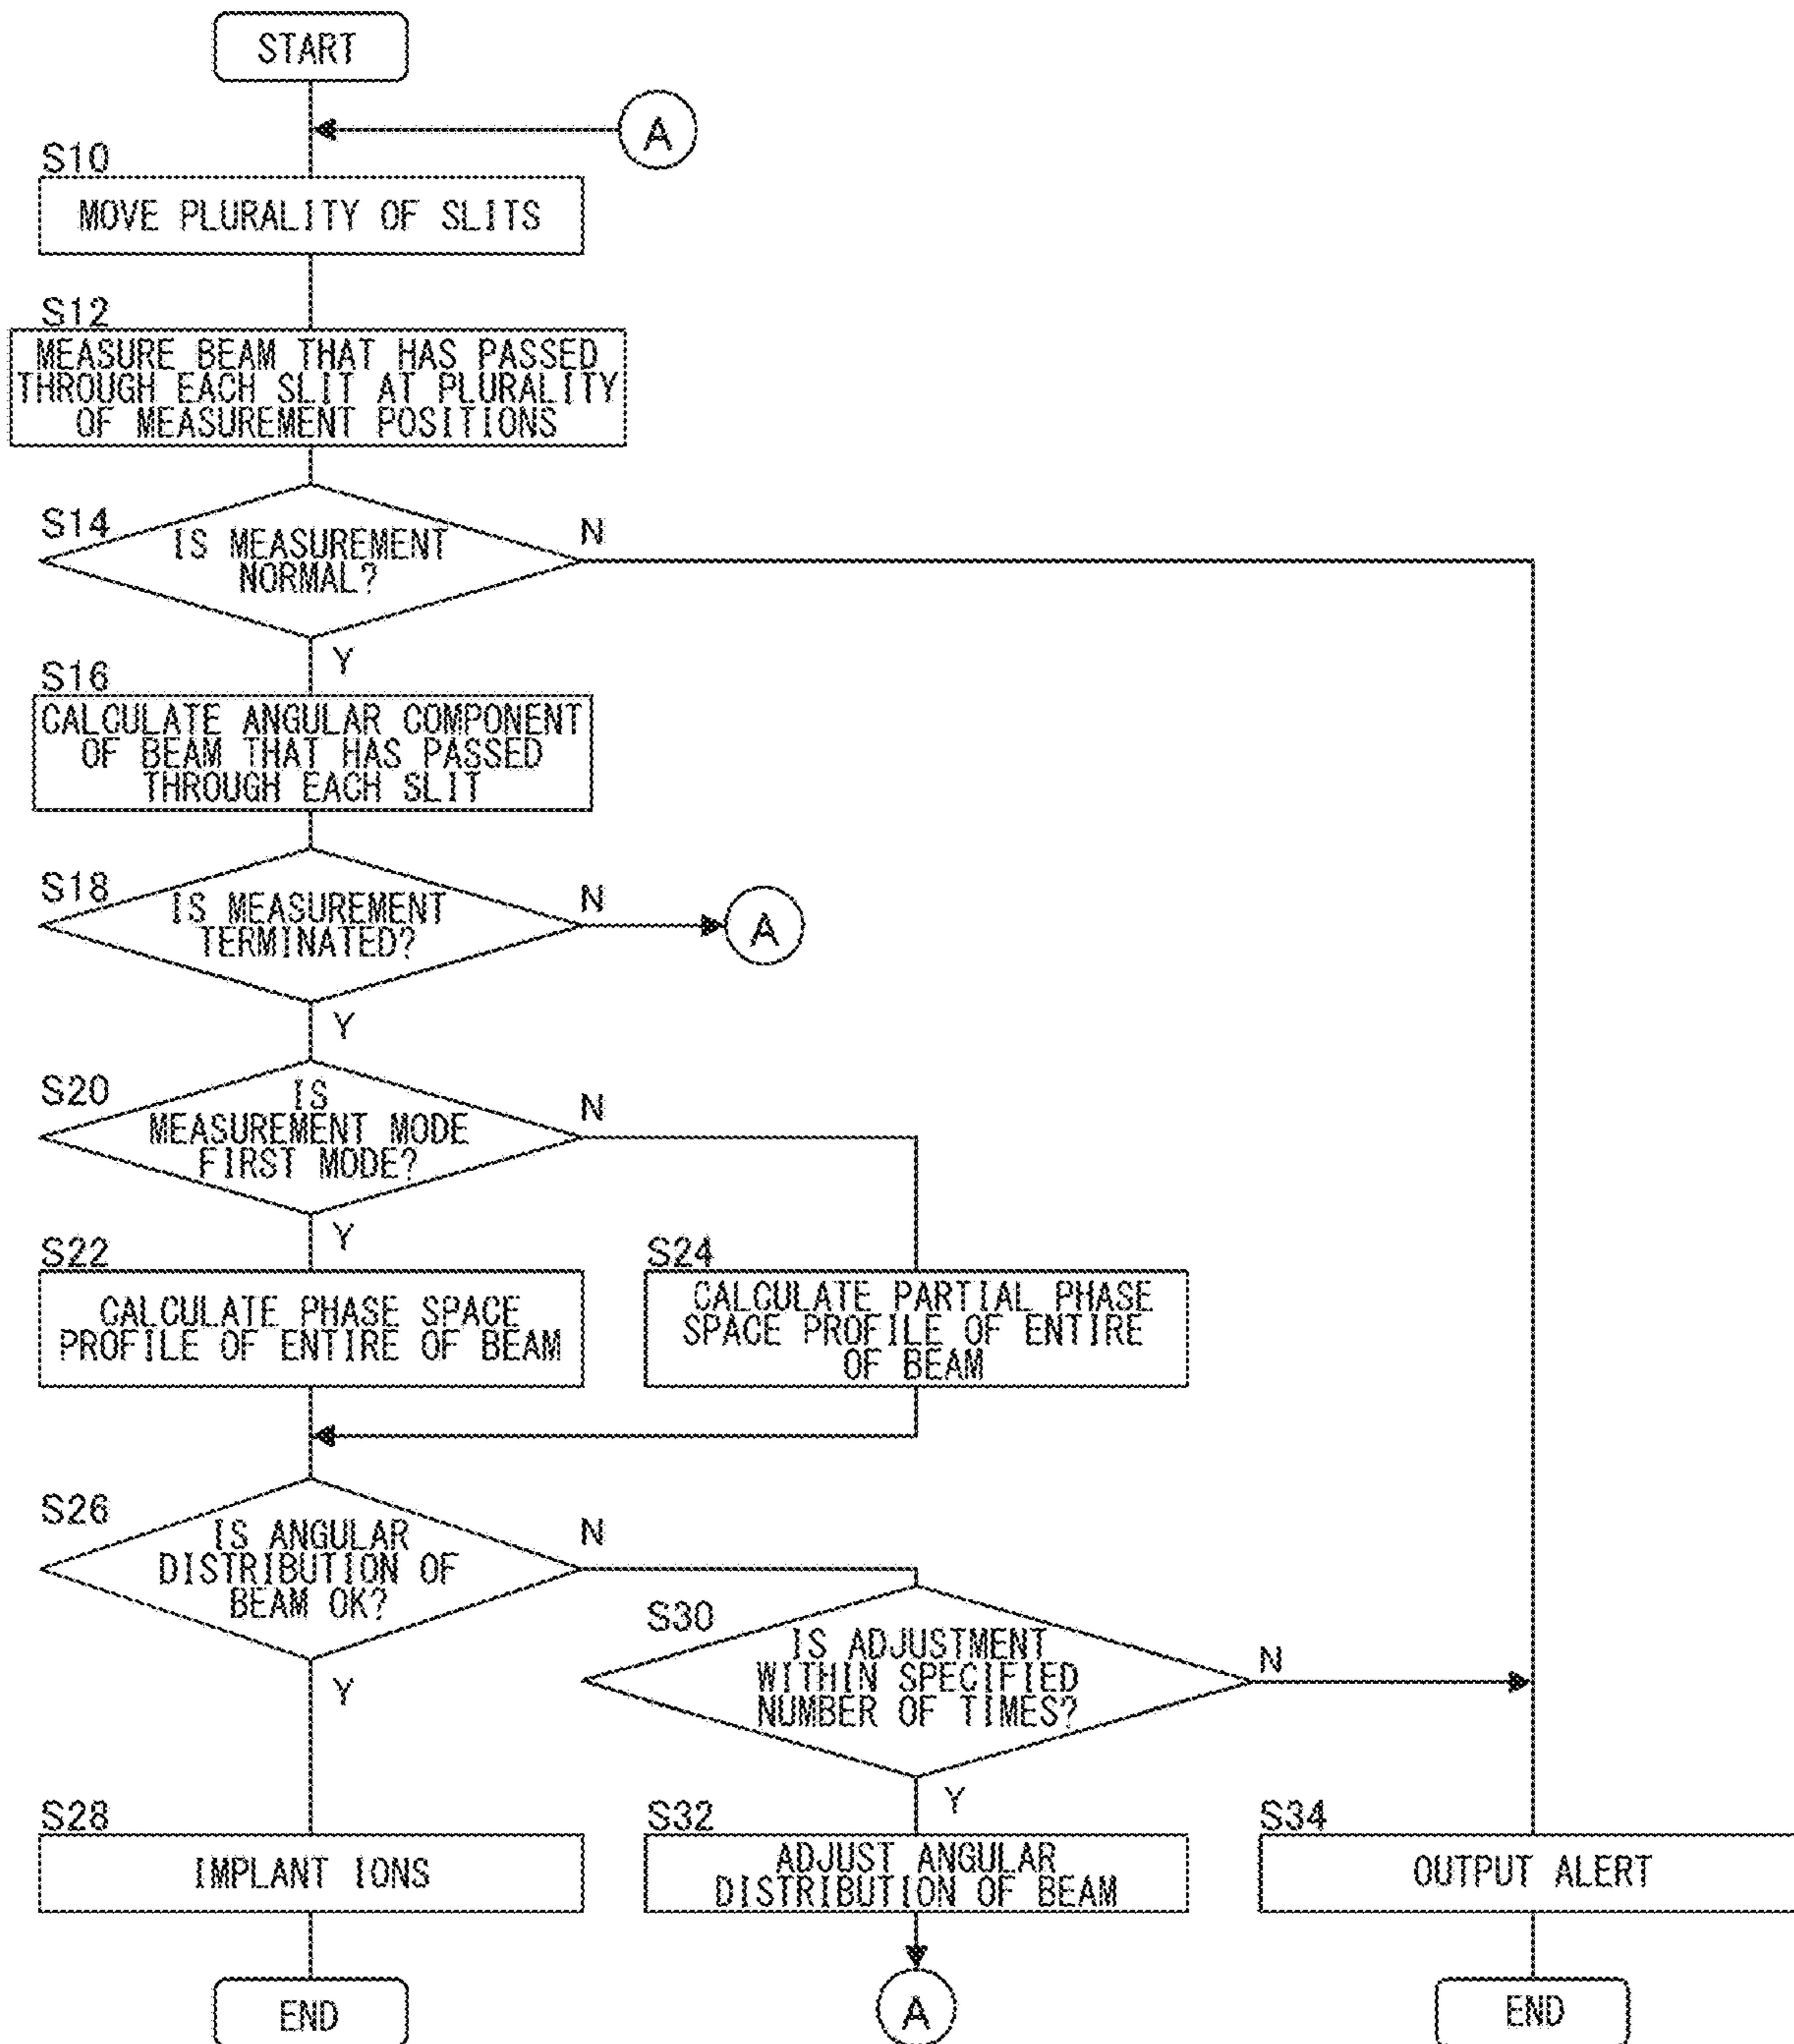 START
A
S10
MOVE PLURALITY OF SLITS
S12
MEASURE BEAM THAT HAS PASSED
THROUGH EACH SLIT AT PLURALITY
OF MEASUREMENT POSITIONS
S14
IS MEASUREMENT
NORMAL?
N
Y
S16
CALCULATE ANGULAR COMPONENT
OF BEAM THAT HAS PASSED
THROUGH EACH SLIT
S18
IS MEASUREMENT
TERMINATED?
N
A
Y
S20
IS
MEASUREMENT MODE
FIRST MODE?
N
Y
S22
CALCULATE PHASE SPACE
PROFILE OF ENTIRE OF BEAM
S24
CALCULATE PARTIAL PHASE
SPACE PROFILE OF ENTIRE
OF BEAM
S26
IS ANGULAR
DISTRIBUTION OF
BEAM OK?
N
Y
S30
IS ADJUSTMENT
WITHIN SPECIFIED
NUMBER OF TIMES?
N
Y
S28
IMPLANT IONS
S32
ADJUST ANGULAR
DISTRIBUTION OF BEAM
S34
OUTPUT ALERT
END
A
END